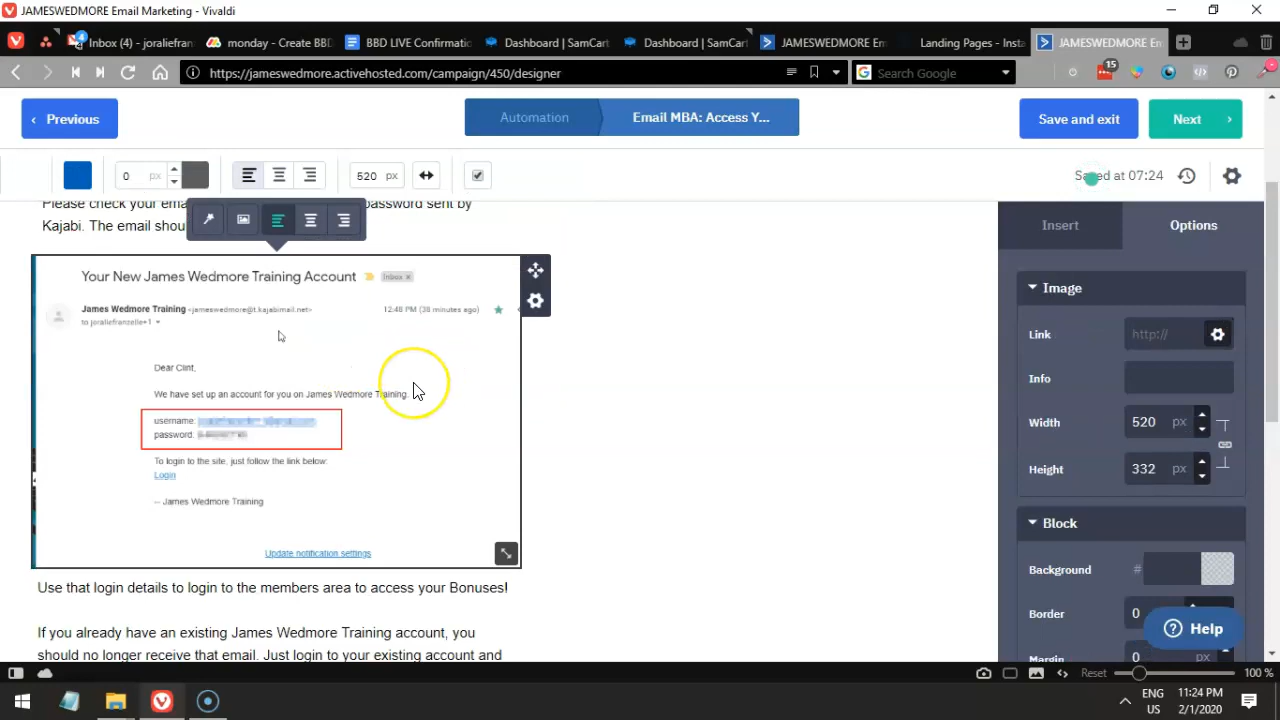 JAMESWEDMORE Email Marketing - Vivaldi
4
Inbox (4) - joraliefran
monday - Create BBD
BBD LIVE Confirmatio
Dashboard | SamCart
Dashboard | SamCart
JAMESWEDMORE Em
Landing Pages - Insta
JAMESWEDMORE Em
https://jameswedmore.activehosted.com/campaign/450/designer
Search Google
15
Previous
Automation
Email MBA: Access Y...
Save and exit
Next
0 px
520 px
Saved at 07:24
Please check your ema
password sent by
Kajabi. The email shou
Insert
Options
Your New James Wedmore Training Account
Inbox x
James Wedmore Training <jameswedmore@t.kajabimail.net>
12:48 PM (38 minutes ago)
to joraliefranzelle+1
Dear Clint,
We have set up an account for you on James Wedmore Training.
username:
password:
To login to the site, just follow the link below:
Login
-- James Wedmore Training
Update notification settings
Image
Link
http://
Info
Width
520 px
Height
332 px
Block
Background
#
Border
0
Margin
0 px
Help
Use that login details to login to the members area to access your Bonuses!
If you already have an existing James Wedmore Training account, you
should no longer receive that email. Just login to your existing account and
Reset
100 %
ENG
US
11:24 PM
2/1/2020